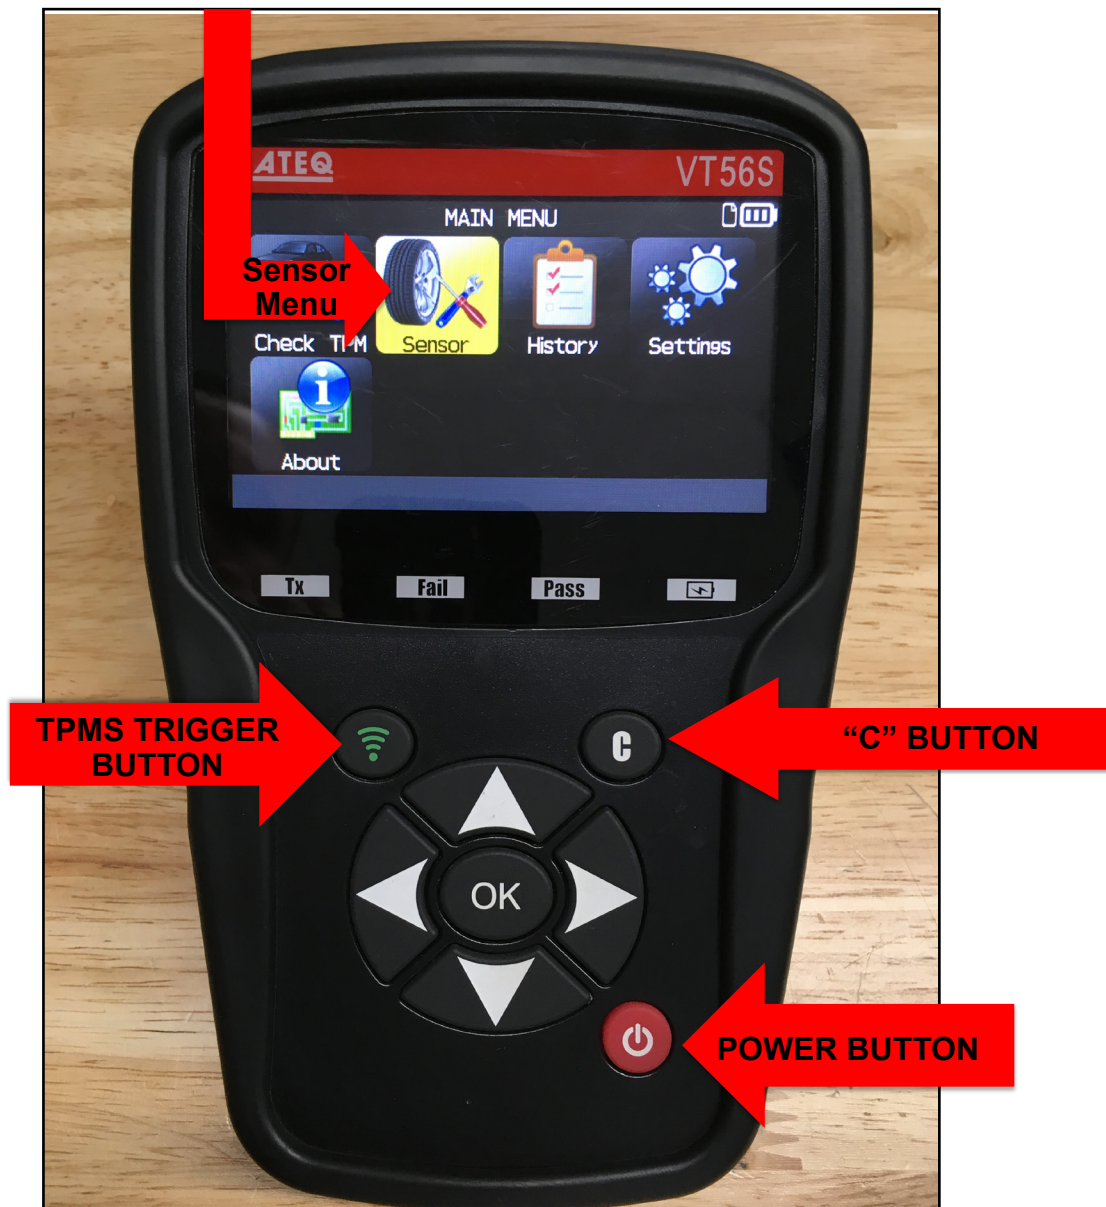 ATEQ
VT56S
MAIN MENU
Sensor
Menu
Check TPM
Sensor
History
Settings
About
Tx
Fail
Pass
TPMS TRIGGER
BUTTON
C
“C” BUTTON
OK
POWER BUTTON